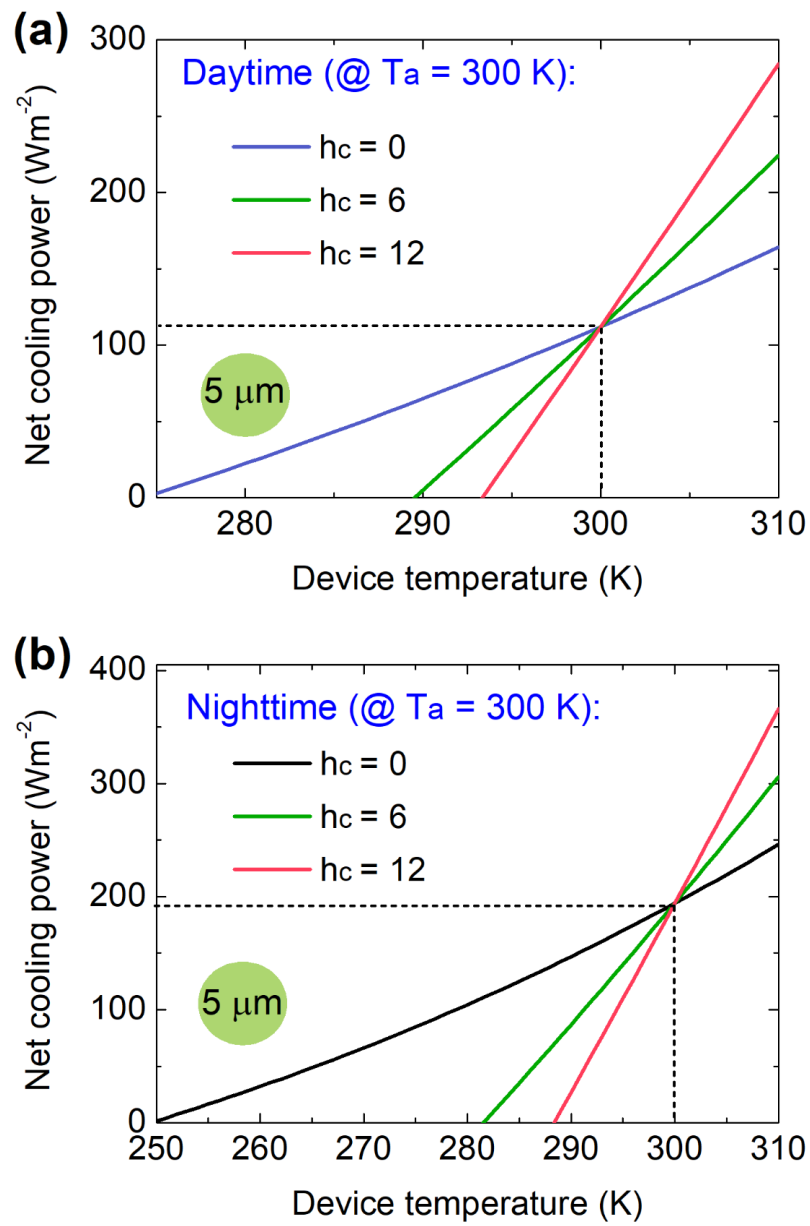 (a)
300
200
100
0
Net cooling power (Wm⁻²)
Daytime (@ Ta = 300 K):
hc = 0
hc = 6
hc = 12
5 μm
280 290 300 310
Device temperature (K)
(b)
400
300
200
100
0
Net cooling power (Wm⁻²)
Nighttime (@ Ta = 300 K):
hc = 0
hc = 6
hc = 12
5 μm
250 260 270 280 290 300 310
Device temperature (K)